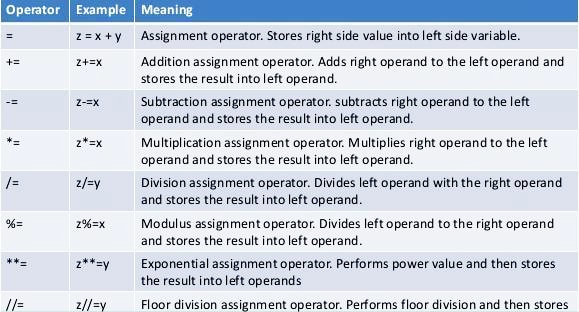 Operator Example Meaning
= z = x + y Assignment operator. Stores right side value into left side variable.
+= z+=x Addition assignment operator. Adds right operand to the left operand and
stores the result into left operand.
-= z-=x Subtraction assignment operator. subtracts right operand to the left
operand and stores the result into left operand.
*= z*=x Multiplication assignment operator. Multiplies right operand to the left
operand and stores the result into left operand.
/= z/=y Division assignment operator. Divides left operand with the right operand
and stores the result into left operand.
%= z%=x Modulus assignment operator. Divides left operand to the right operand
and stores the result into left operand.
**= z**=y Exponential assignment operator. Performs power value and then stores
the result into left operands
//= z//=y Floor division assignment operator. Performs floor division and then stores